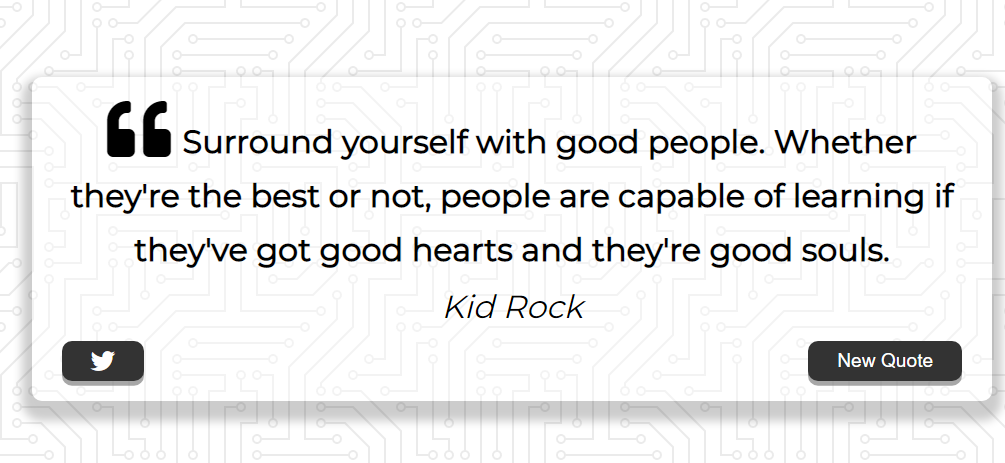 “ Surround yourself with good people. Whether
they're the best or not, people are capable of learning if
they've got good hearts and they're good souls.
Kid Rock
New Quote